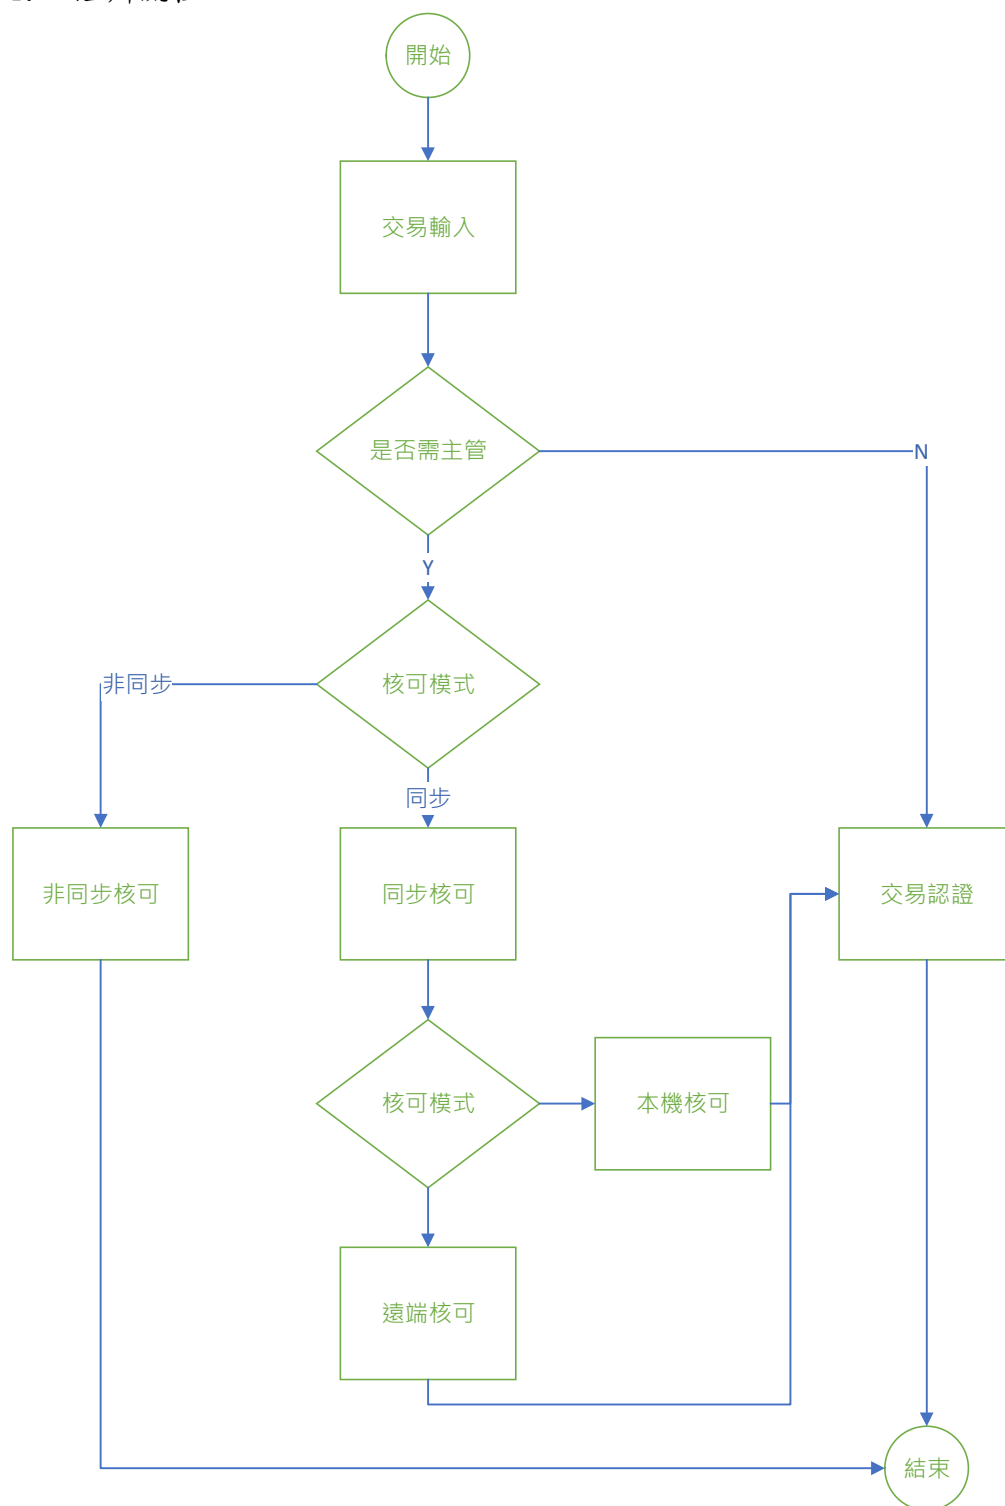 開始
交易輸入
是否需主管
N
Y
核可模式
非同步
同步
非同步核可
同步核可
交易認證
核可模式
本機核可
遠端核可
結束